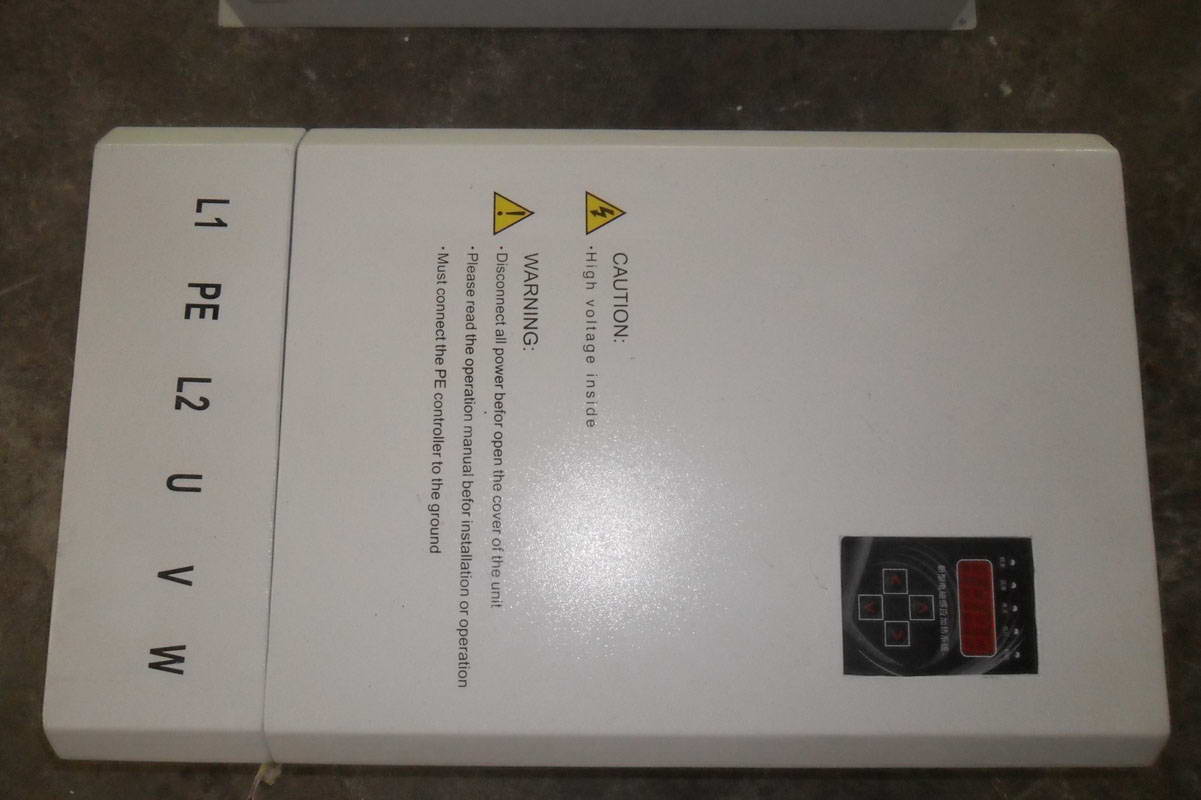 CAUTION:
·High voltage inside
WARNING:
·Disconnect all power befor open the cover of the unit
·Please read the operation manual befor installation or operation
·Must connect the PE controller to the ground
L1 PE L2 U V W